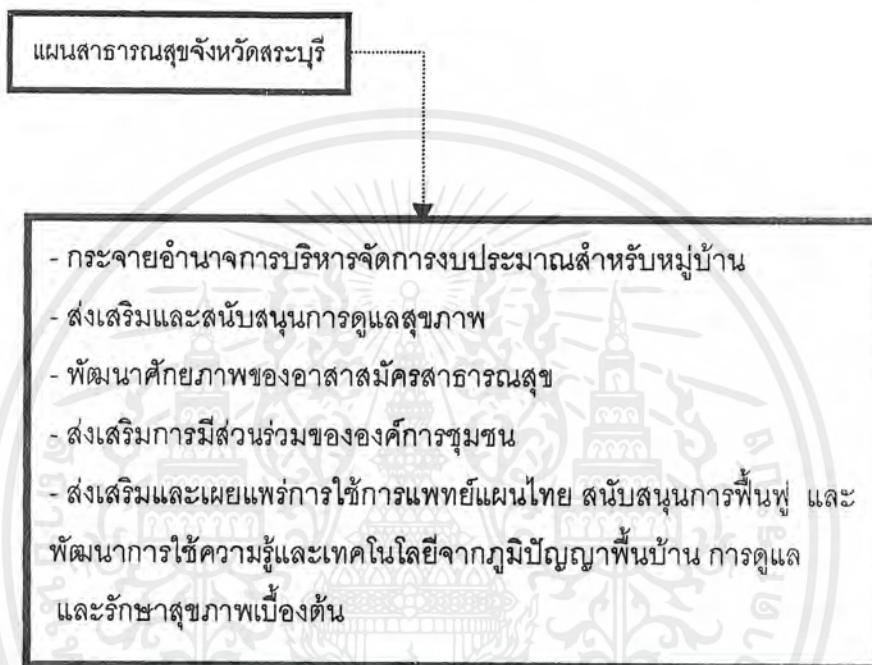 แผนสาธารณสุขจังหวัดสระบุรี
- กระจายอำนาจการบริหารจัดการงบประมาณสำหรับหมู่บ้าน
- ส่งเสริมและสนับสนุนการดูแลสุขภาพ
- พัฒนาศักยภาพของอาสาสมัครสาธารณสุข
- ส่งเสริมการมีส่วนร่วมขององค์การชุมชน
- ส่งเสริมและเผยแพร่การใช้การแพทย์แผนไทย สนับสนุนการฟื้นฟู และ
พัฒนาการใช้ความรู้และเทคโนโลยีจากภูมิปัญญาพื้นบ้าน การดูแล
และรักษาสุขภาพเบื้องต้น